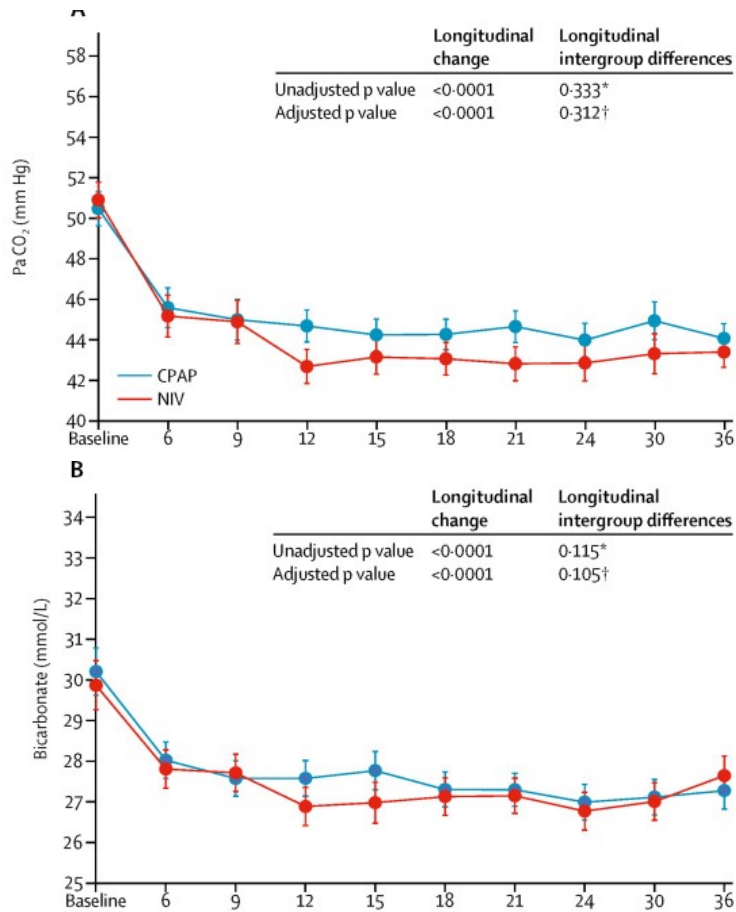 A
Longitudinal change Longitudinal intergroup differences
Unadjusted p value <0·0001 0·333*
Adjusted p value <0·0001 0·312†
58
56
54
52
50
48
46
44
42
40
PaCO₂ (mm Hg)
CPAP
NIV
Baseline 6 9 12 15 18 21 24 30 36
B
Longitudinal change Longitudinal intergroup differences
Unadjusted p value <0·0001 0·115*
Adjusted p value <0·0001 0·105†
34
33
32
31
30
29
28
27
26
25
Bicarbonate (mmol/L)
Baseline 6 9 12 15 18 21 24 30 36